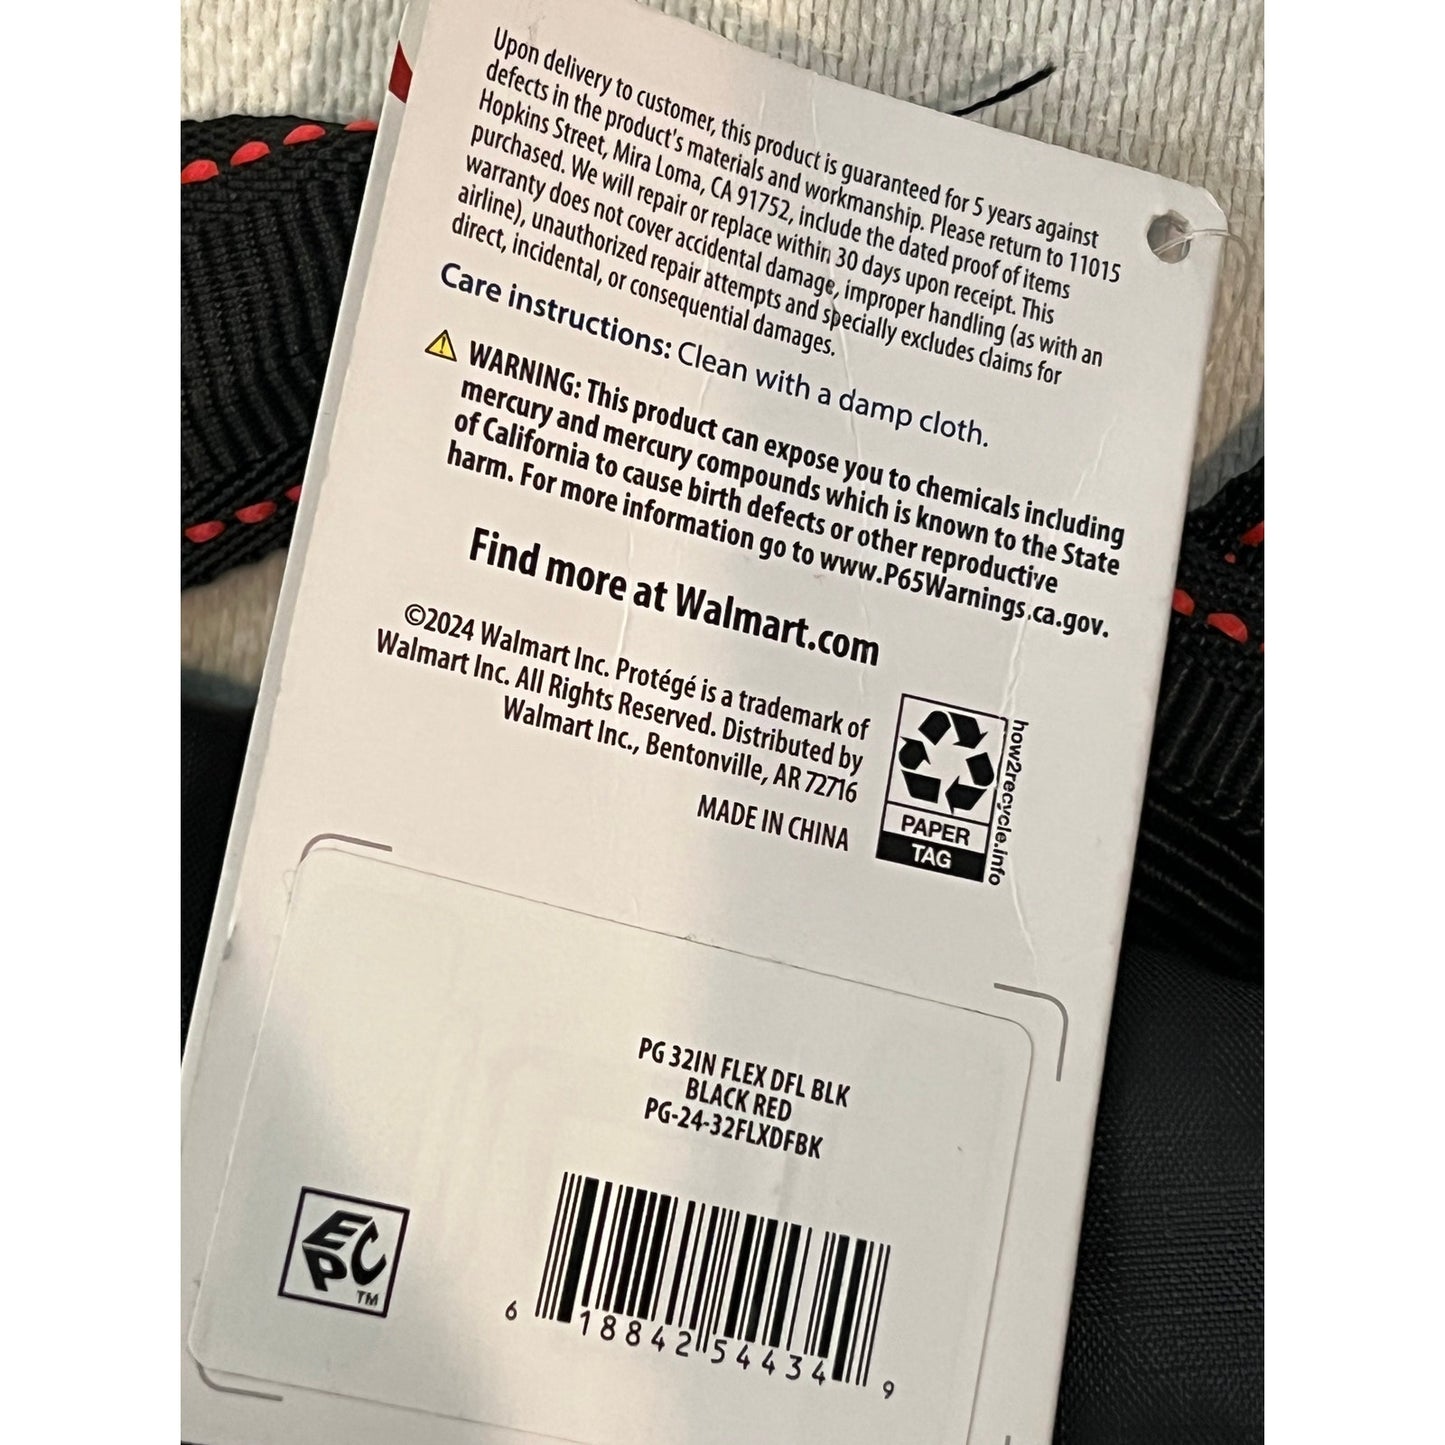 Upon delivery to customer, this product is guaranteed for 5 years against
defects in the product's materials and workmanship. Please return to 11015
Hopkins Street, Mira Loma, CA 91752, include the dated proof of items
purchased. We will repair or replace within 30 days upon receipt. This
warranty does not cover accidental damage, improper handling (as with an
airline), unauthorized repair attempts and specially excludes claims for
direct, incidental, or consequential damages.
Care instructions: Clean with a damp cloth.
WARNING: This product can expose you to chemicals including
mercury and mercury compounds which is known to the State
of California to cause birth defects or other reproductive
harm. For more information go to www.P65Warnings.ca.gov.
Find more at Walmart.com
©2024 Walmart Inc. Protégé is a trademark of
Walmart Inc. All Rights Reserved. Distributed by
Walmart Inc., Bentonville, AR 72716
MADE IN CHINA
PAPER
TAG
how2recycle.info
PG 32IN FLEX DFL BLK
BLACK RED
PG-24-32FLXDFBK
EPC™
6 18842 54434 9